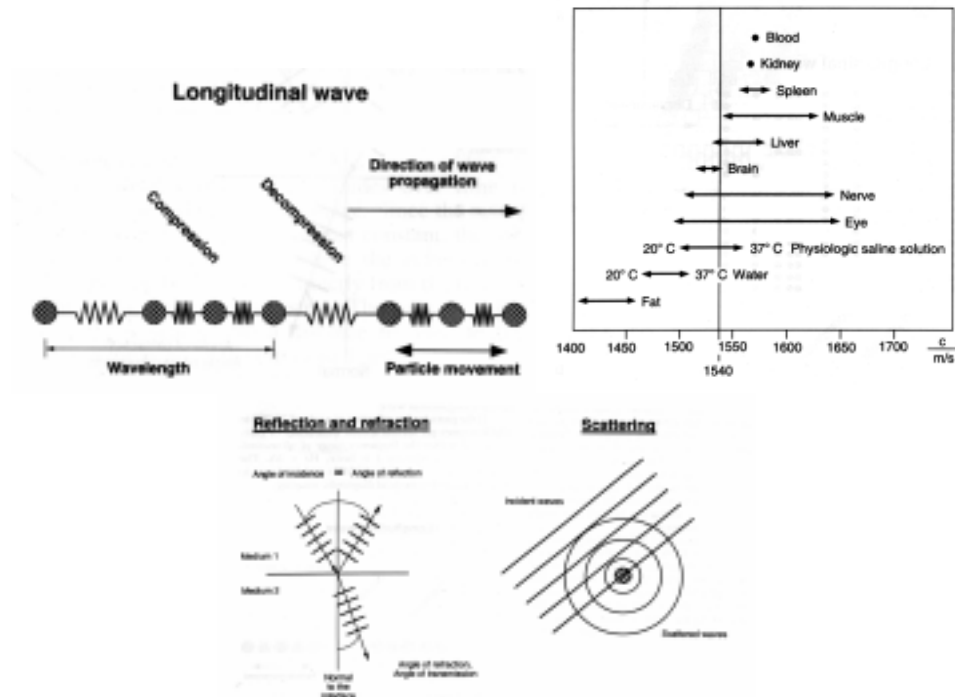 Longitudinal wave
Direction of wave
propagation
Compression
Decompression
Wavelength
Particle movement
Blood
Kidney
Spleen
Muscle
Liver
Brain
Nerve
Eye
20° C 37° C Physiologic saline solution
20° C 37° C Water
Fat
1400 1450 1500 1550 1600 1650 1700 c
m/s
1540
Reflection and refraction
Angle of incidence = Angle of reflection
Medium 1
Medium 2
Normal
to the
interface
Angle of refraction,
Angle of transmission
Scattering
Incident waves
Scattered waves